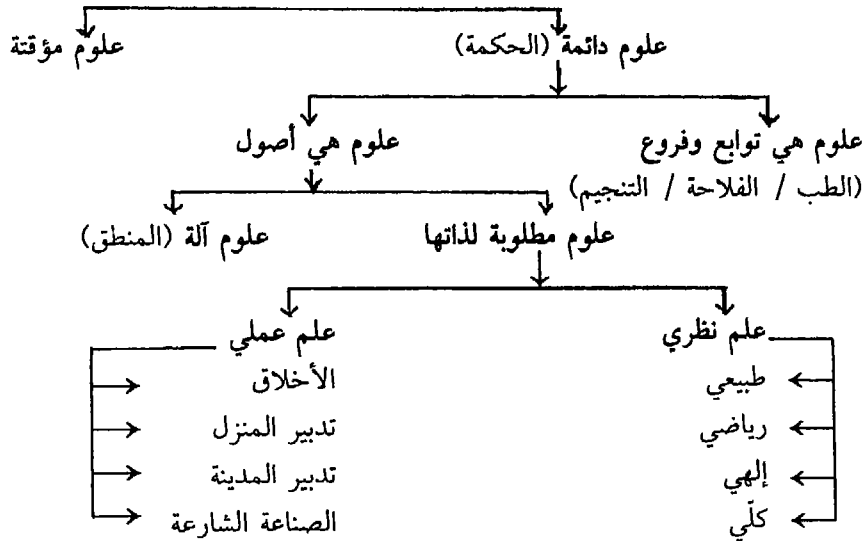 علوم دائمة (الحكمة) علوم مؤقتة
علوم هي توابع وفروع علوم هي أصول
(الطب / الفلاحة / التنجيم)
علوم مطلوبة لذاتها علوم آلة (المنطق)
علم نظري علم عملي
طبيعي الأخلاق
رياضي تدبير المنزل
إلهي تدبير المدينة
كلّي الصناعة الشارعة